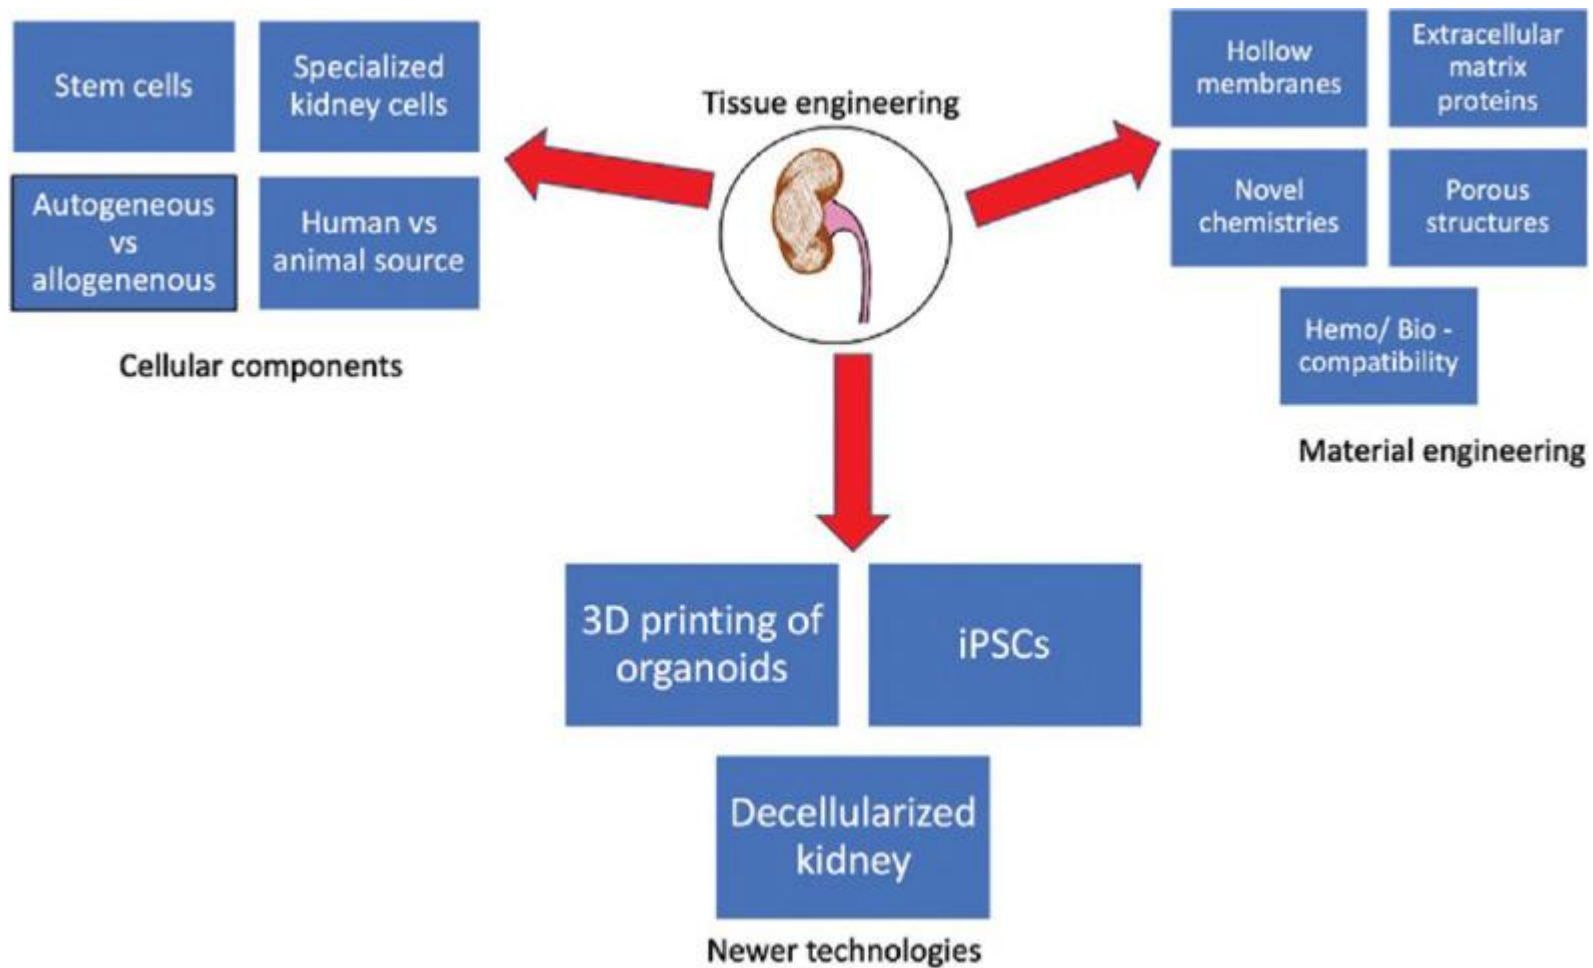 Stem cells
Specialized
kidney cells
Autogeneous
vs
allogenenous
Human vs
animal source
Cellular components
Tissue engineering
Hollow
membranes
Extracellular
matrix
proteins
Novel
chemistries
Porous
structures
Hemo/ Bio -
compatibility
Material engineering
3D printing of
organoids
iPSCs
Decellularized
kidney
Newer technologies